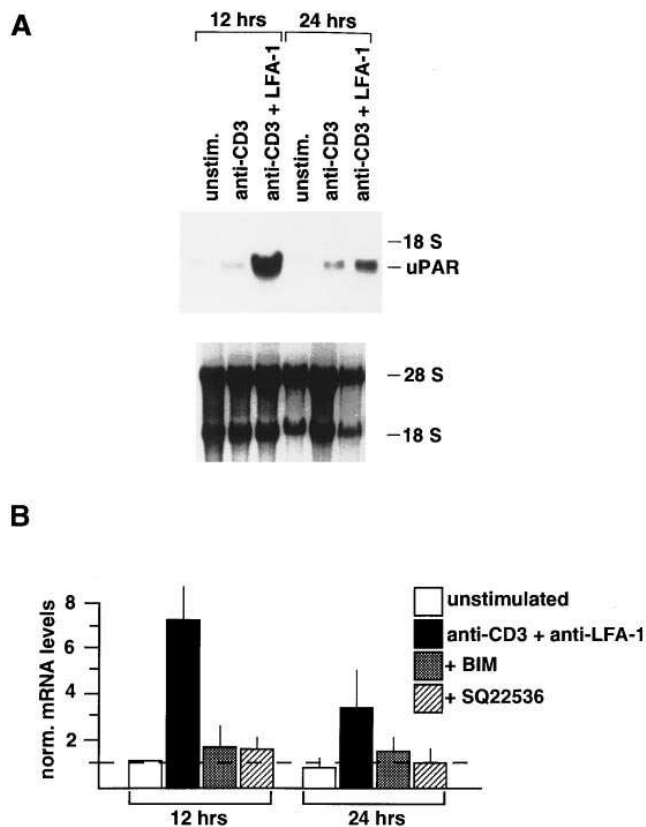 A
12 hrs
24 hrs
unstim.
anti-CD3
anti-CD3 + LFA-1
unstim.
anti-CD3
anti-CD3 + LFA-1
18 S
uPAR
28 S
18 S
B
norm. mRNA levels
8
6
4
2
unstimulated
anti-CD3 + anti-LFA-1
+ BIM
+ SQ22536
12 hrs
24 hrs